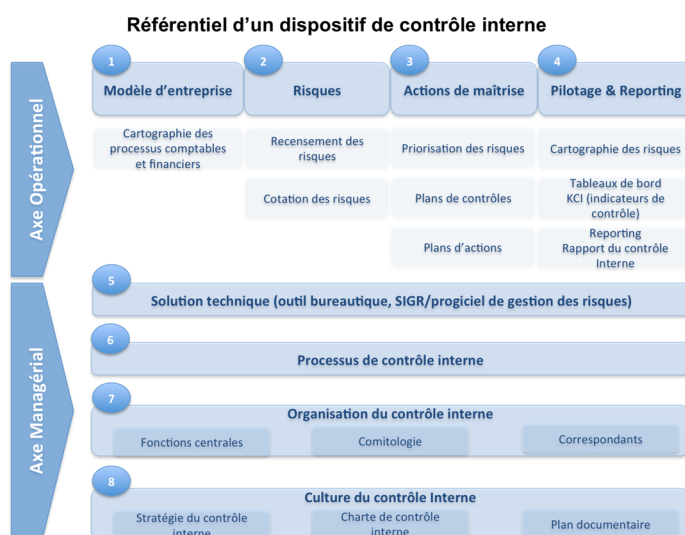 Référentiel d'un dispositif de contrôle interne
1
2
3
4
Modèle d'entreprise
Risques
Actions de maîtrise
Pilotage & Reporting
Axe Opérationnel
Cartographie des
processus comptables
et financiers
Recensement des
risques
Priorisation des risques
Cartographie des risques
Cotation des risques
Plans de contrôles
Tableaux de bord
KCI (indicateurs de
contrôle)
Plans d'actions
Reporting
Rapport du contrôle
Interne
Axe Managérial
5
Solution technique (outil bureautique, SIGR/progiciel de gestion des risques)
6
Processus de contrôle interne
7
Organisation du contrôle interne
Fonctions centrales
Comitologie
Correspondants
8
Culture du contrôle Interne
Stratégie du contrôle
interne
Charte de contrôle
interne
Plan documentaire